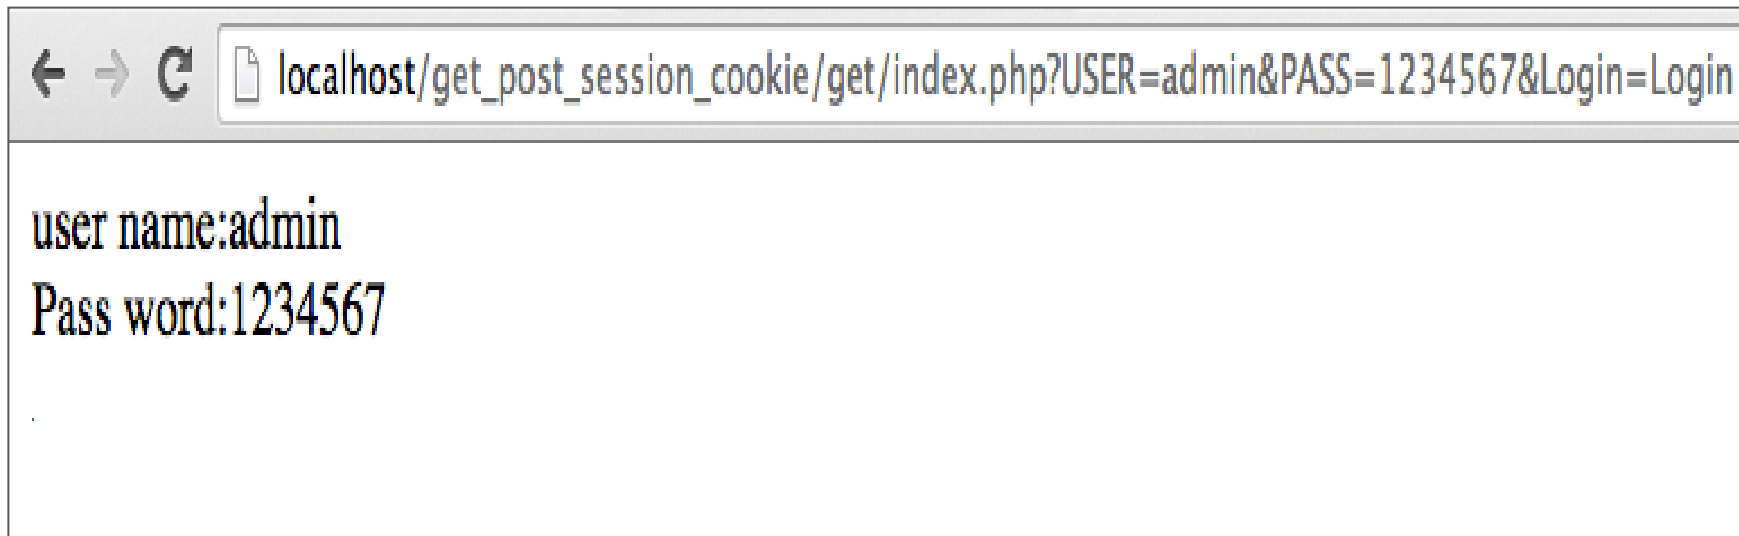 localhost/get_post_session_cookie/get/index.php?USER=admin&PASS=1234567&Login=Login
user name:admin
Pass word:1234567